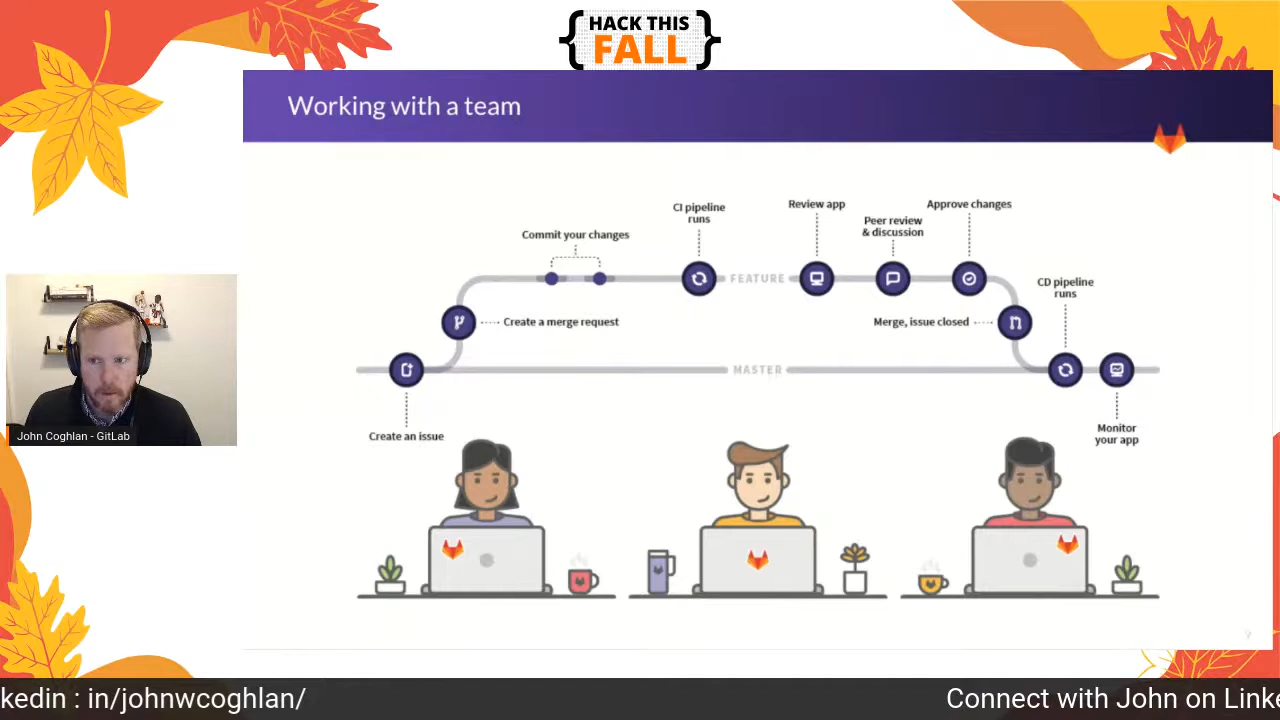 HACK THIS
FALL
Working with a team
CI pipeline
runs
Review app
Approve changes
Peer review
& discussion
Commit your changes
FEATURE
CD pipeline
runs
Create a merge request
Merge, issue closed
MASTER
Create an issue
Monitor
your app
John Coghlan - GitLab
9
kedin : in/johnwcoghlan/
Connect with John on Linke